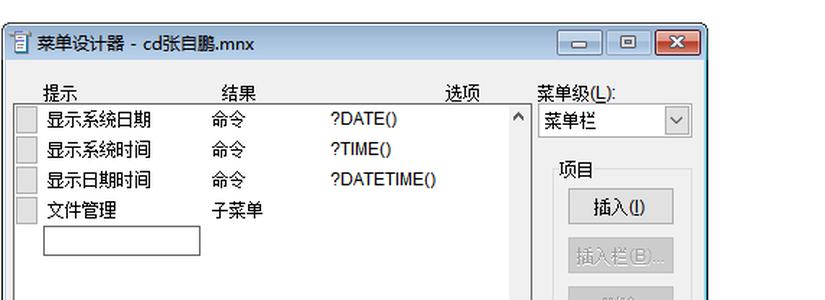 菜单设计器 - cd张自鹏.mnx
提示 结果 选项 菜单级(L):
显示系统日期 命令 ?DATE() 菜单栏
显示系统时间 命令 ?TIME()
显示日期时间 命令 ?DATETIME() 项目
文件管理 子菜单 插入(I)
插入栏(B)...